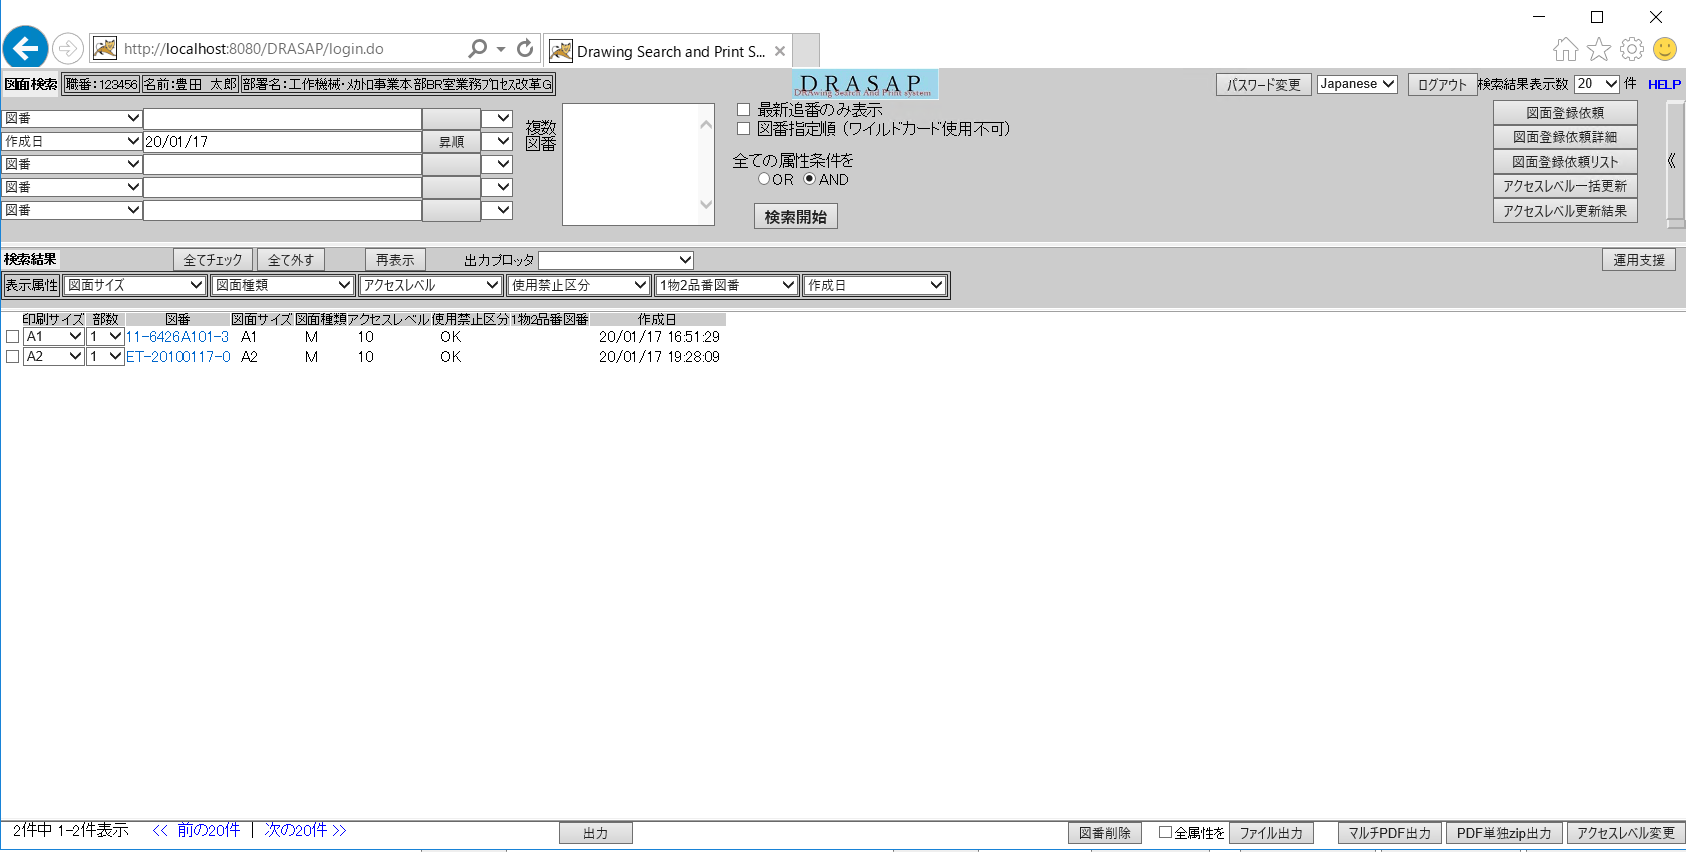 http://localhost:8080/DRASAP/login.do
Drawing Search and Print S...
図面検索 職番:123456 名前:豊田　太郎 部署名:工作機械・ﾒｶﾄﾛ事業本部BR室業務ﾌﾟﾛｾｽ改革G
DRASAP
DRAwing Search And Print system
パスワード変更 Japanese ログアウト 検索結果表示数 20 件 HELP
図番
作成日 20/01/17 昇順
図番
図番
図番
複数
図番
最新追番のみ表示
図番指定順（ワイルドカード使用不可）
全ての属性条件を
OR AND
検索開始
図面登録依頼
図面登録依頼詳細
図面登録依頼リスト
アクセスレベル一括更新
アクセスレベル更新結果
《
検索結果 全てチェック 全て外す 再表示 出力プロッタ 運用支援
表示属性 図面サイズ 図面種類 アクセスレベル 使用禁止区分 1物2品番図番 作成日
印刷サイズ 部数 図番 図面サイズ 図面種類 アクセスレベル 使用禁止区分 1物2品番図番 作成日
A1 1 11-6426A101-3 A1 M 10 OK 20/01/17 16:51:29
A2 1 ET-20100117-0 A2 M 10 OK 20/01/17 19:28:09
2件中 1-2件表示 << 前の20件 | 次の20件 >> 出力 図番削除 全属性を ファイル出力 マルチPDF出力 PDF単独zip出力 アクセスレベル変更